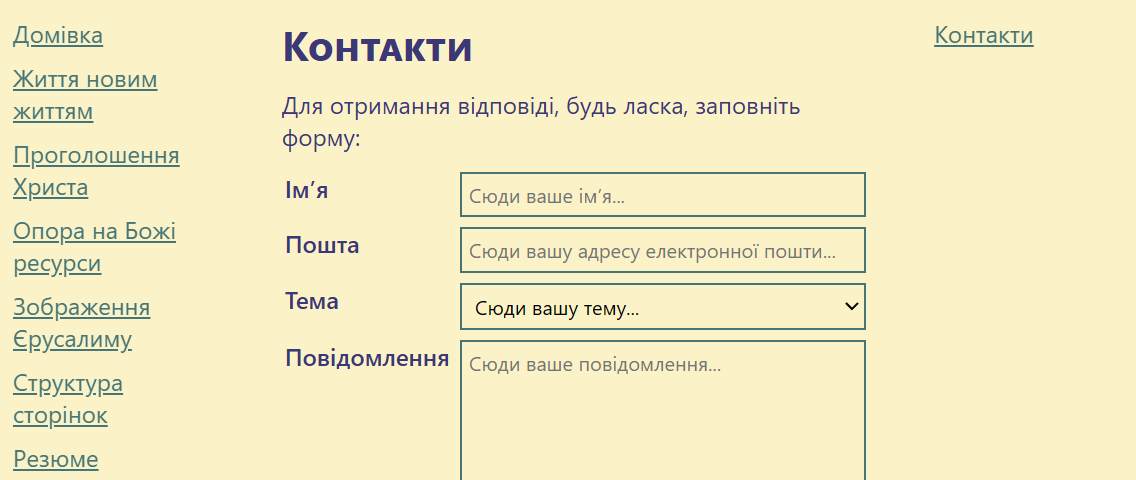 Домівка
Життя новим
життям
Проголошення
Христа
Опора на Божі
ресурси
Зображення
Єрусалиму
Структура
сторінок
Резюме
Контакти
Для отримання відповіді, будь ласка, заповніть
форму:
Ім’я
Сюди ваше ім’я...
Пошта
Сюди вашу адресу електронної пошти...
Тема
Сюди вашу тему...
Повідомлення
Сюди ваше повідомлення...
Контакти